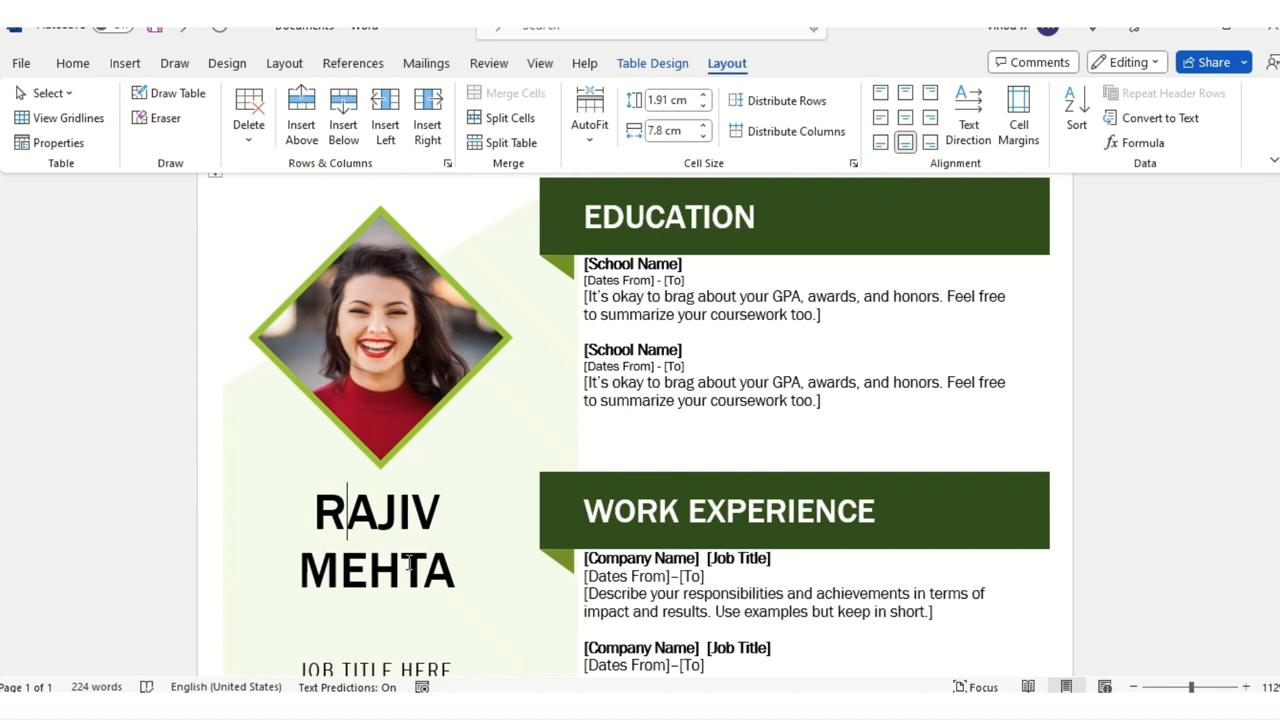 File Home Insert Draw Design Layout References Mailings Review View Help Table Design Layout Comments Editing Share
Select Draw Table Delete Insert Above Insert Below Insert Left Insert Right Merge Cells AutoFit 1.91 cm Distribute Rows Text Direction Cell Margins Sort Repeat Header Rows
View Gridlines Eraser Split Cells 7.8 cm Distribute Columns Convert to Text
Properties Split Table fx Formula
Table Draw Rows & Columns Merge Cell Size Alignment Data
EDUCATION
[School Name]
[Dates From] - [To]
[It's okay to brag about your GPA, awards, and honors. Feel free
to summarize your coursework too.]
[School Name]
[Dates From] - [To]
[It's okay to brag about your GPA, awards, and honors. Feel free
to summarize your coursework too.]
RAJIV
MEHTA
JOB TITLE HERE
WORK EXPERIENCE
[Company Name]  [Job Title]
[Dates From]–[To]
[Describe your responsibilities and achievements in terms of
impact and results. Use examples but keep in short.]
[Company Name]  [Job Title]
[Dates From]–[To]
Page 1 of 1 224 words English (United States) Text Predictions: On Focus